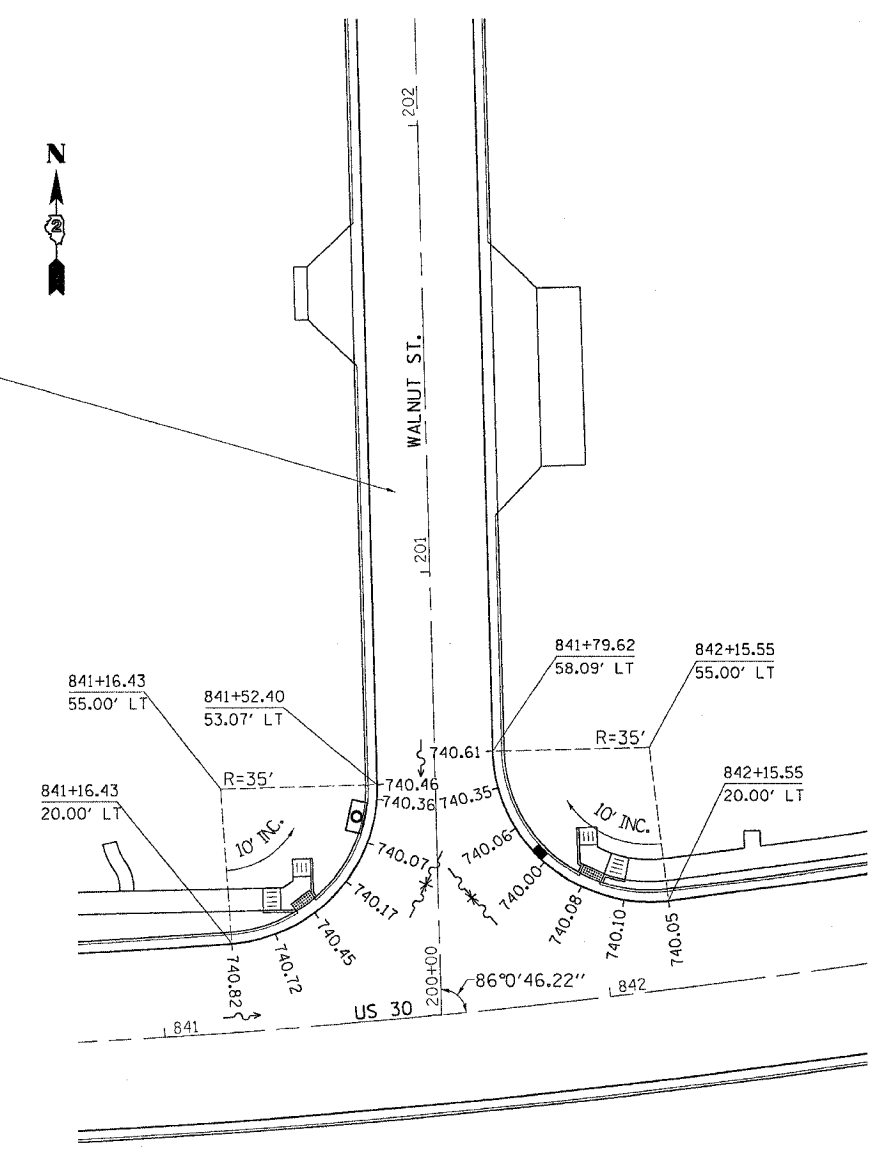 202
N
2
WALNUT ST.
201
841+79.62
58.09' LT
842+15.55
55.00' LT
841+16.43
55.00' LT
841+52.40
53.07' LT
R=35'
740.61
R=35'
740.46
740.36
740.35
842+15.55
20.00' LT
841+16.43
20.00' LT
10' INC.
10' INC.
740.07
740.06
740.17
740.00
740.45
740.08
740.72
740.10
740.82
740.05
200+00
86°0'46.22''
842
US 30
841